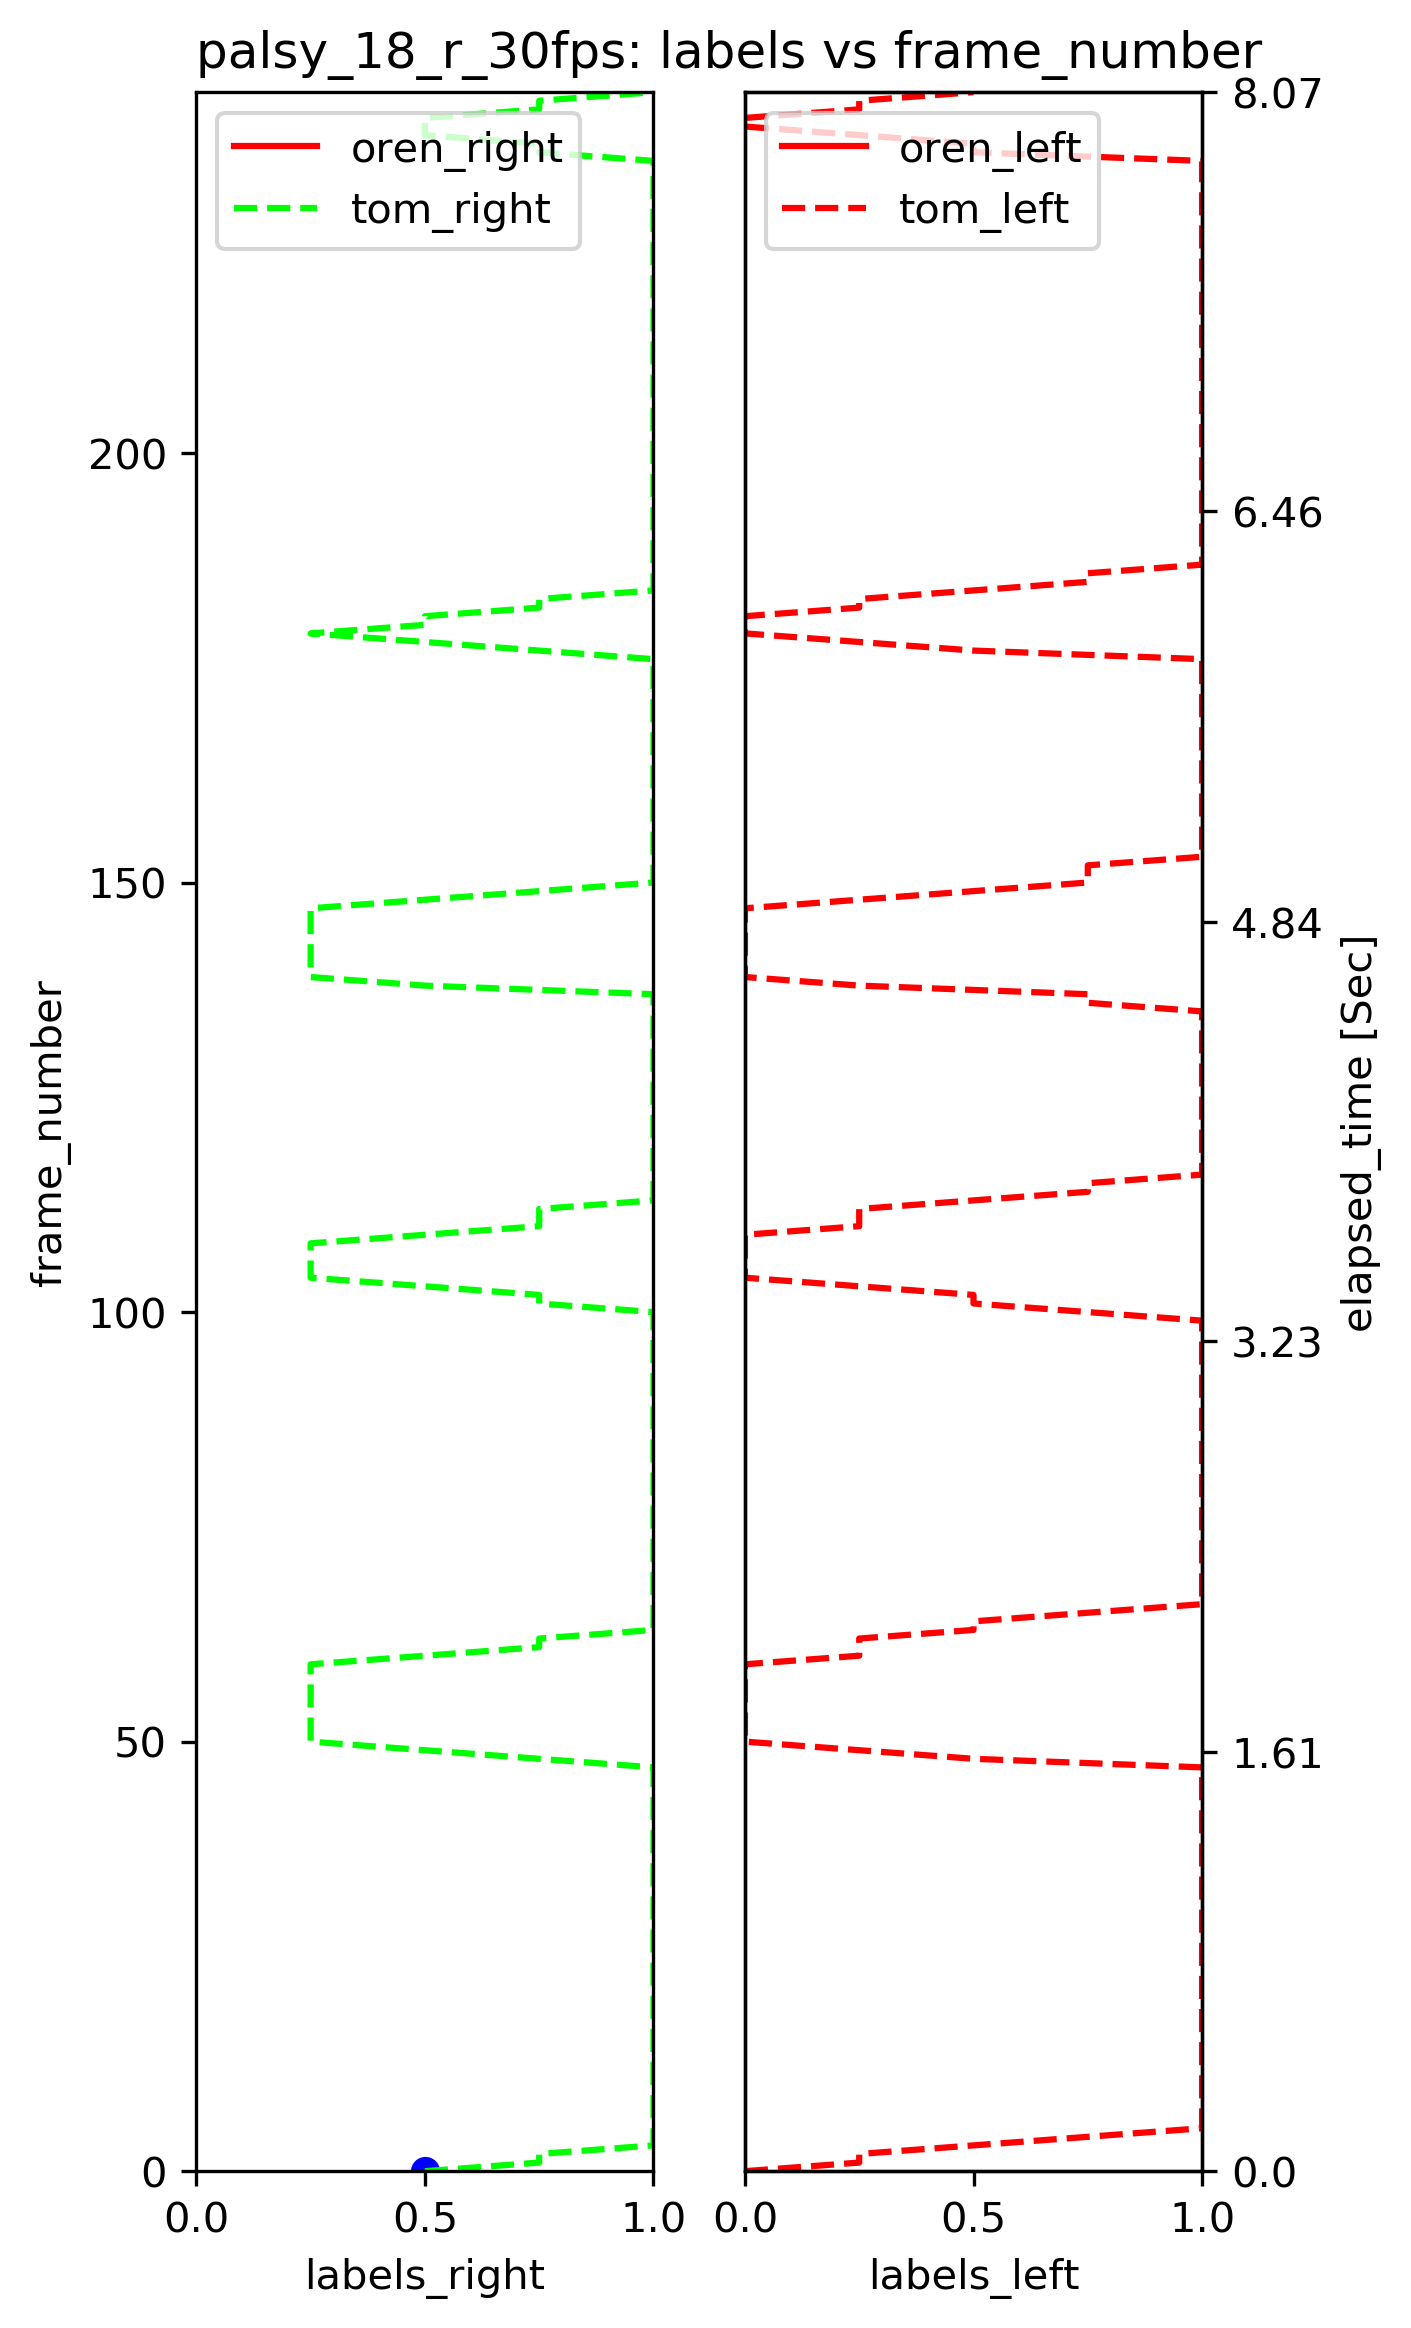 palsy_18_r_30fps: labels vs frame_number
oren_right
tom_right
oren_left
tom_left
8.07
6.46
4.84
3.23
1.61
0.0
200
150
100
50
0
frame_number
elapsed_time [Sec]
0.0 0.5 1.0
0.0 0.5 1.0
labels_right
labels_left